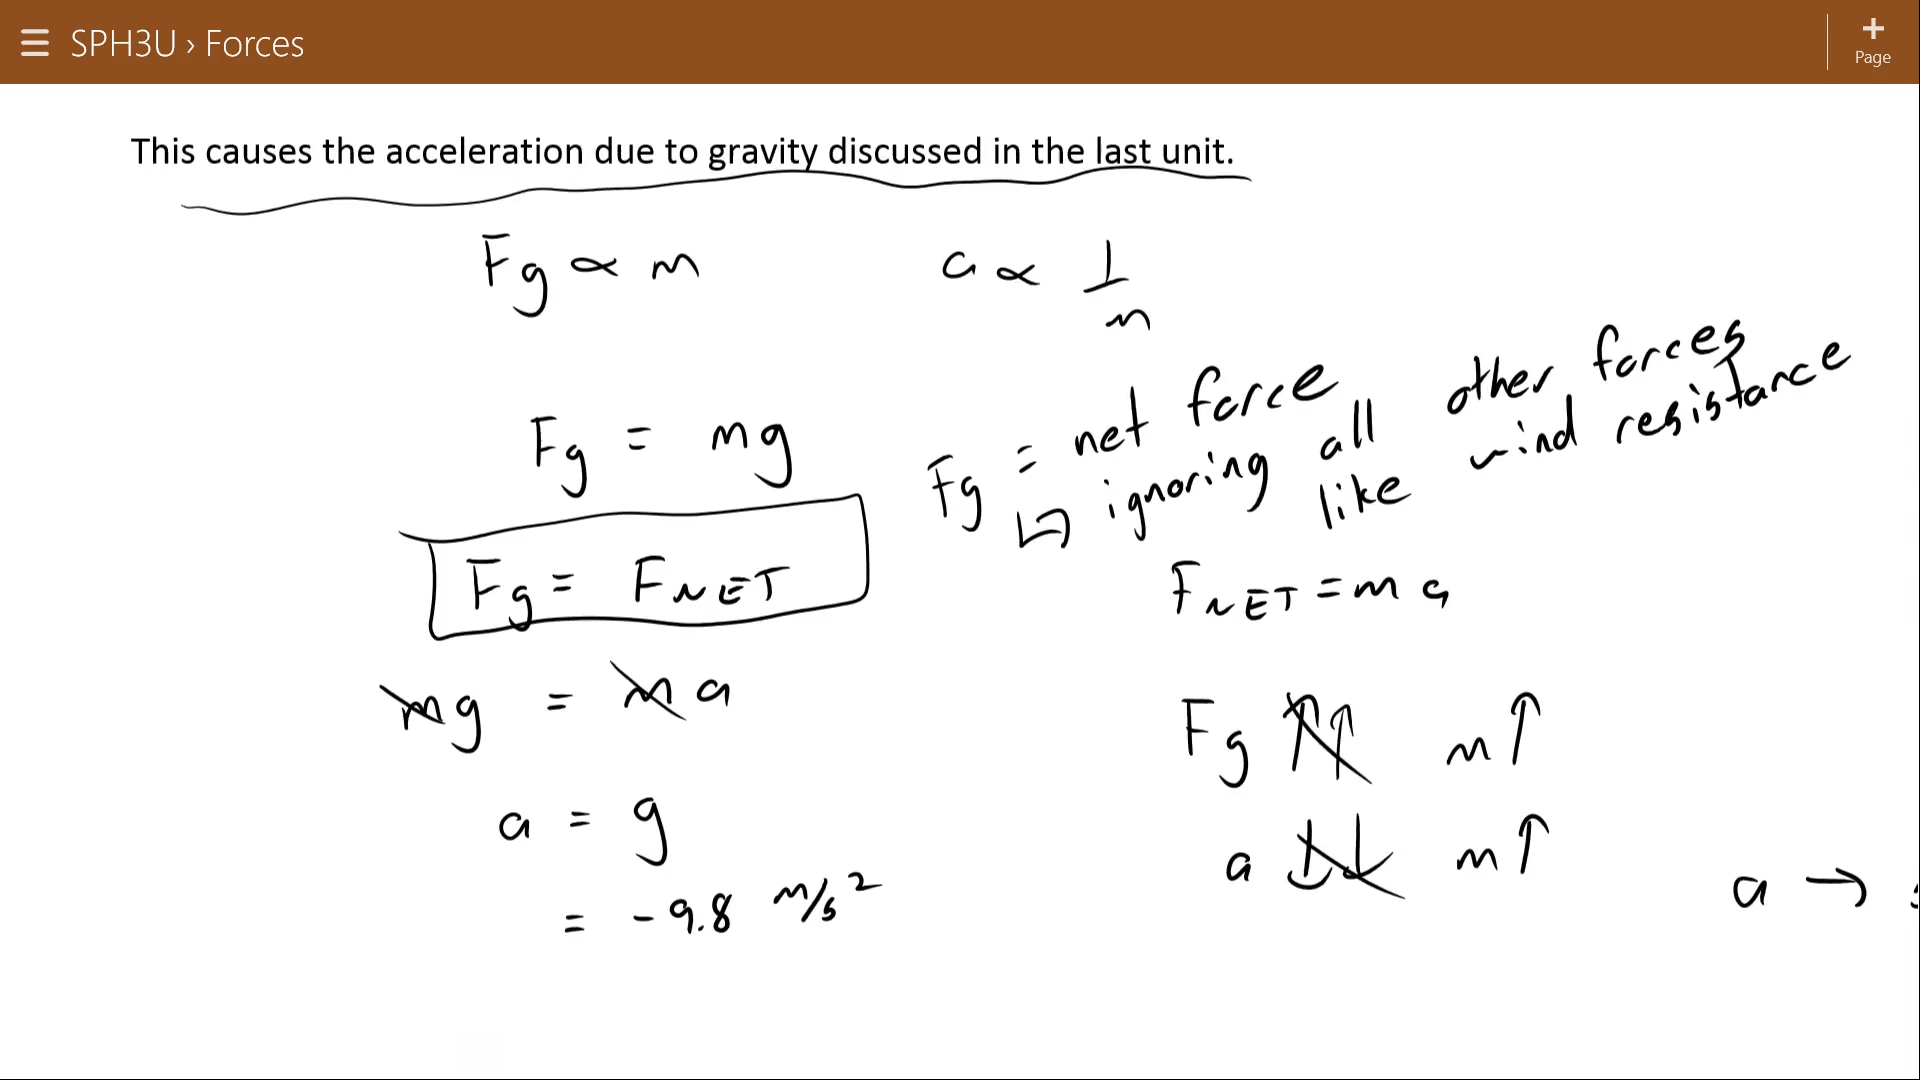 SPH3U › Forces
+
Page
This causes the acceleration due to gravity discussed in the last unit.
Fg ∝ m
a ∝ 1/m
Fg = mg
Fg = net force
↳ ignoring all other forces
like wind resistance
Fg = FNET
FNET = ma
mg = ma
Fg ↑↑ m↑
a = g
a ↓↓ m↑
= -9.8 m/s²
a →